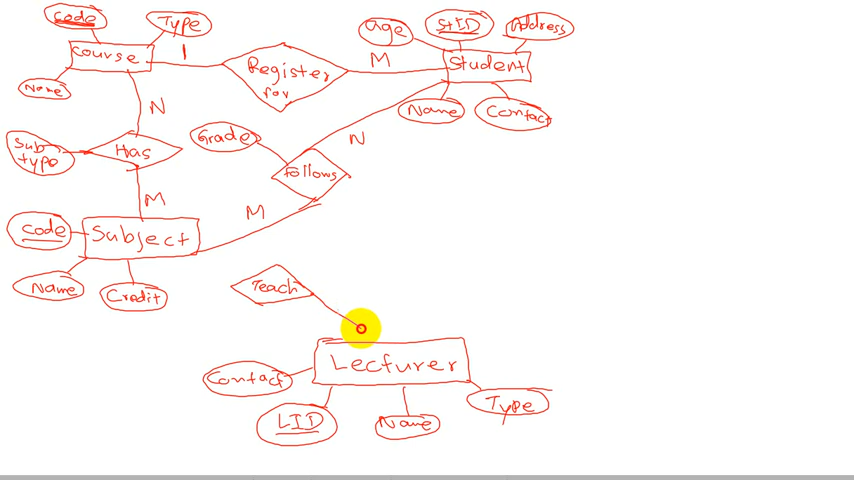 code
Type
age
StID
Address
Course
1
Register
for
M
Student
Name
Name
Contact
N
Grade
N
Sub
type
Has
follows
M
M
code
Subject
Name
Credit
Teach
Lecturer
Contact
LID
Name
Type